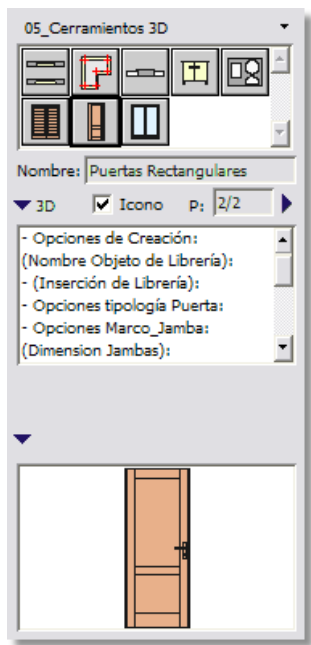 05_Cerramientos 3D
Nombre: Puertas Rectangulares
3D Icono P: 2/2
- Opciones de Creación:
(Nombre Objeto de Librería):
- (Inserción de Librería):
- Opciones tipología Puerta:
- Opciones Marco_Jamba:
(Dimension Jambas):